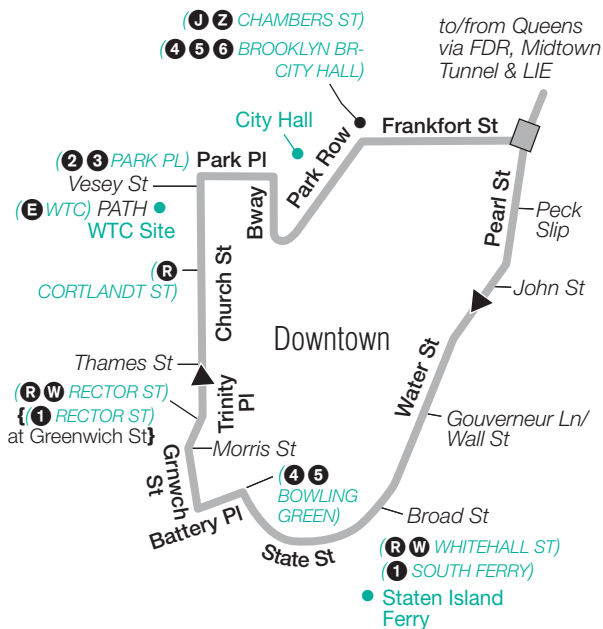 (J Z CHAMBERS ST)
(4 5 6 BROOKLYN BR-
CITY HALL)
to/from Queens
via FDR, Midtown
Tunnel & LIE
City Hall
Frankfort St
(2 3 PARK PL)
Park Pl
Park Row
Bway
Vesey St
(E WTC) PATH
WTC Site
Pearl St
Peck
Slip
(R
CORTLANDT ST)
Church St
John St
Downtown
Thames St
Water St
(R W RECTOR ST)
{(1 RECTOR ST)
at Greenwich St}
Trinity
Pl
Gouverneur Ln/
Wall St
Morris St
Grnwch
St
(4 5
BOWLING
GREEN)
Battery Pl
State St
Broad St
(R W WHITEHALL ST)
(1 SOUTH FERRY)
Staten Island
Ferry